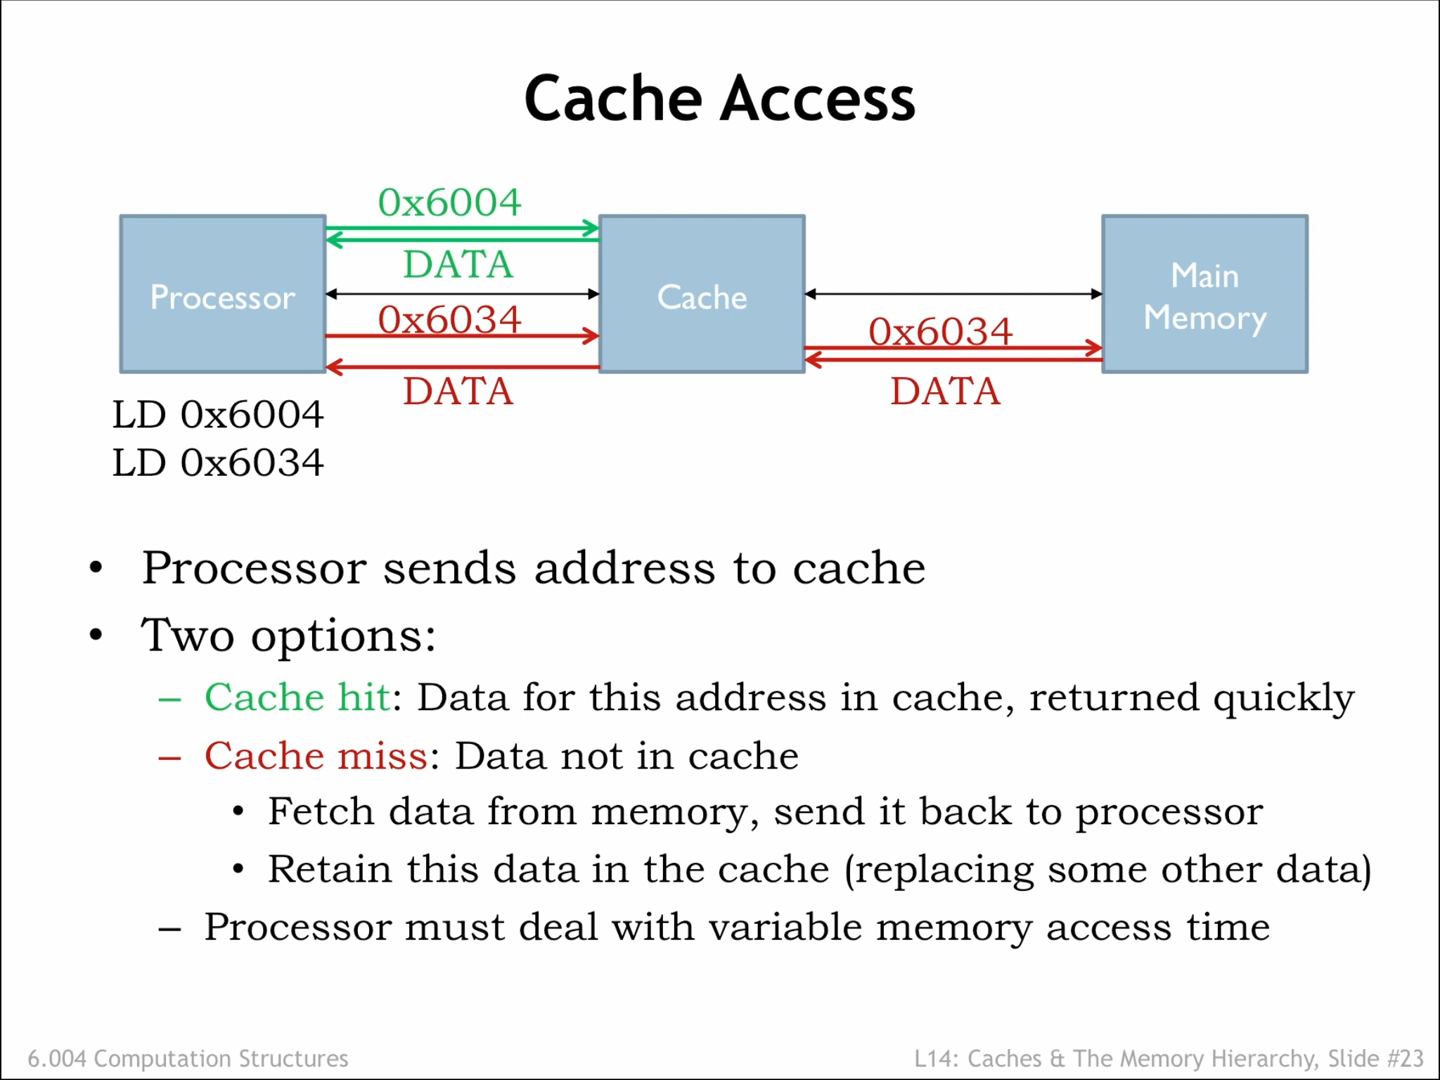 Cache Access
0x6004
DATA
Processor
Cache
Main
Memory
0x6034
0x6034
DATA
DATA
LD 0x6004
LD 0x6034
• Processor sends address to cache
• Two options:
– Cache hit: Data for this address in cache, returned quickly
– Cache miss: Data not in cache
• Fetch data from memory, send it back to processor
• Retain this data in the cache (replacing some other data)
– Processor must deal with variable memory access time
6.004 Computation Structures
L14: Caches & The Memory Hierarchy, Slide #23